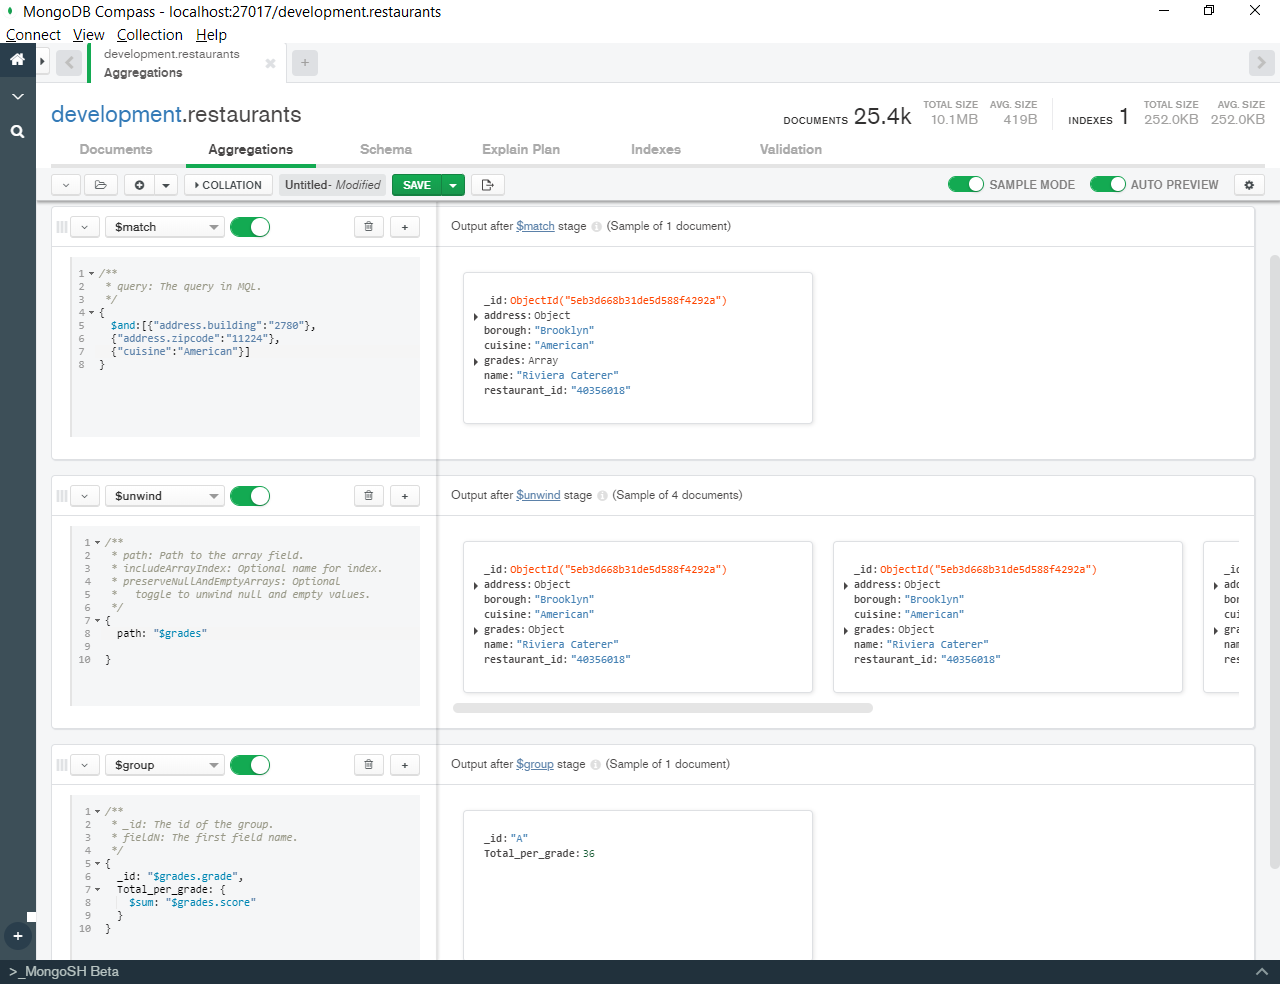 MongoDB Compass - localhost:27017/development.restaurants
Connect View Collection Help
development.restaurants
Aggregations
development.restaurants
DOCUMENTS 25.4k
TOTAL SIZE AVG. SIZE
10.1MB 419B
INDEXES 1
TOTAL SIZE AVG. SIZE
252.0KB 252.0KB
Documents Aggregations Schema Explain Plan Indexes Validation
COLLATION Untitled- Modified SAVE SAMPLE MODE AUTO PREVIEW
$match
Output after $match stage (Sample of 1 document)
1 /**
2 * query: The query in MQL.
3 */
4 {
5 $and:[{"address.building":"2780"},
6 {"address.zipcode":"11224"},
7 {"cuisine":"American"}]
8 }
_id: ObjectId("5eb3d668b31de5d588f4292a")
address: Object
borough: "Brooklyn"
cuisine: "American"
grades: Array
name: "Riviera Caterer"
restaurant_id: "40356018"
$unwind
Output after $unwind stage (Sample of 4 documents)
1 /**
2 * path: Path to the array field.
3 * includeArrayIndex: Optional name for index.
4 * preserveNullAndEmptyArrays: Optional
5 * toggle to unwind null and empty values.
6 */
7 {
8 path: "$grades"
9
10 }
_id: ObjectId("5eb3d668b31de5d588f4292a")
address: Object
borough: "Brooklyn"
cuisine: "American"
grades: Object
name: "Riviera Caterer"
restaurant_id: "40356018"
_id: ObjectId("5eb3d668b31de5d588f4292a")
address: Object
borough: "Brooklyn"
cuisine: "American"
grades: Object
name: "Riviera Caterer"
restaurant_id: "40356018"
$group
Output after $group stage (Sample of 1 document)
1 /**
2 * _id: The id of the group.
3 * fieldN: The first field name.
4 */
5 {
6 _id: "$grades.grade",
7 Total_per_grade: {
8 $sum: "$grades.score"
9 }
10 }
_id: "A"
Total_per_grade: 36
>_MongoSH Beta